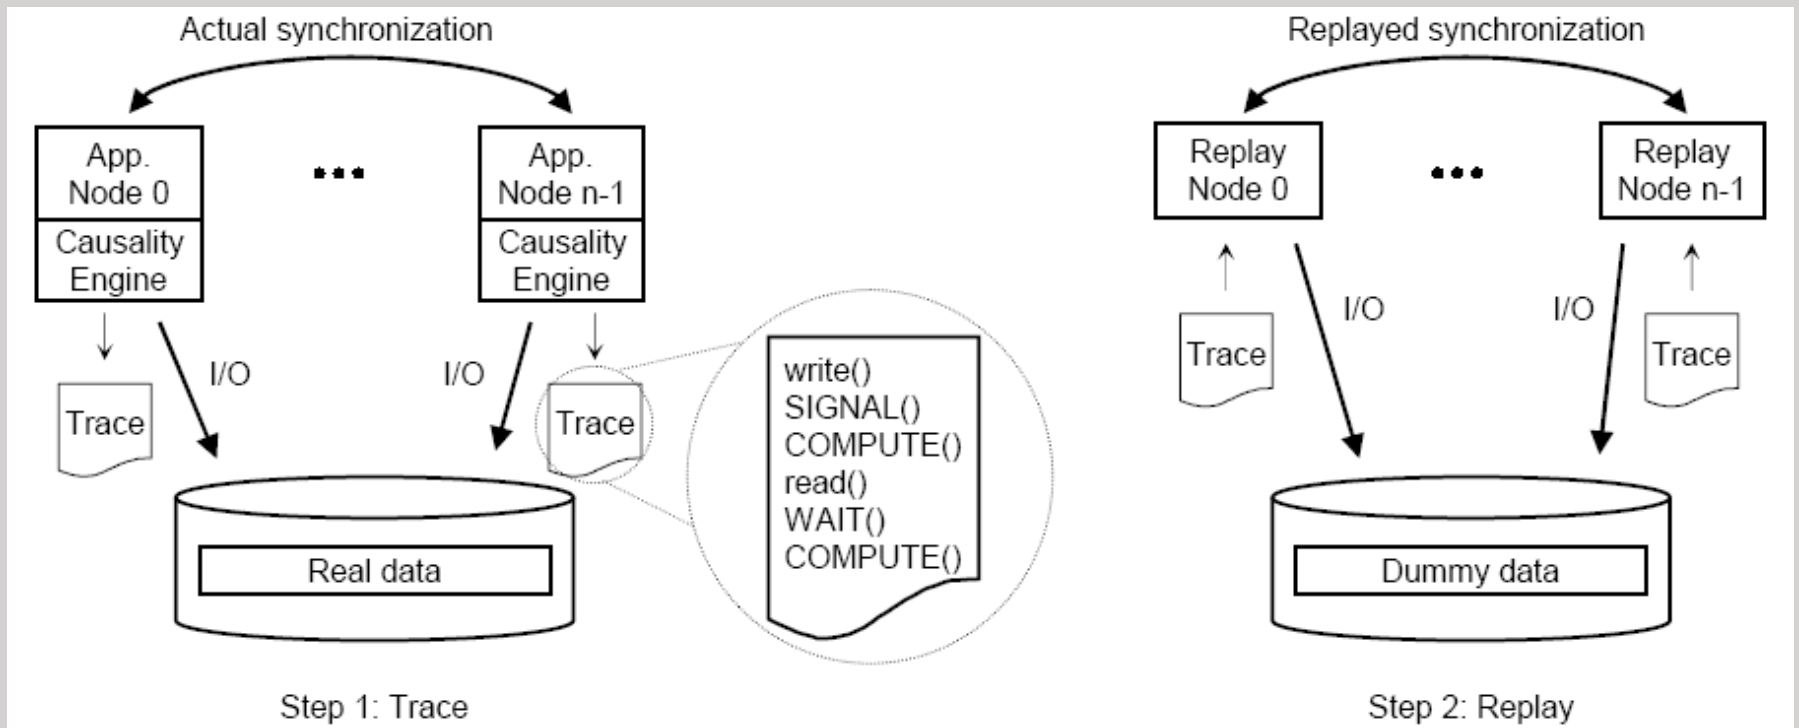 Actual synchronization
App.
Node 0
App.
Node n-1
Causality
Engine
Causality
Engine
I/O
I/O
Trace
Trace
write()
SIGNAL()
COMPUTE()
read()
WAIT()
COMPUTE()
Real data
Step 1: Trace
Replayed synchronization
Replay
Node 0
Replay
Node n-1
I/O
I/O
Trace
Trace
Dummy data
Step 2: Replay